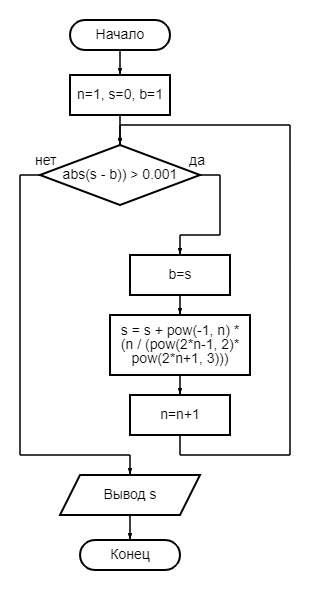 Начало
n=1, s=0, b=1
нет
да
abs(s - b)) > 0.001
b=s
s = s + pow(-1, n) *
(n / (pow(2*n-1, 2)*
pow(2*n+1, 3)))
n=n+1
Вывод s
Конец